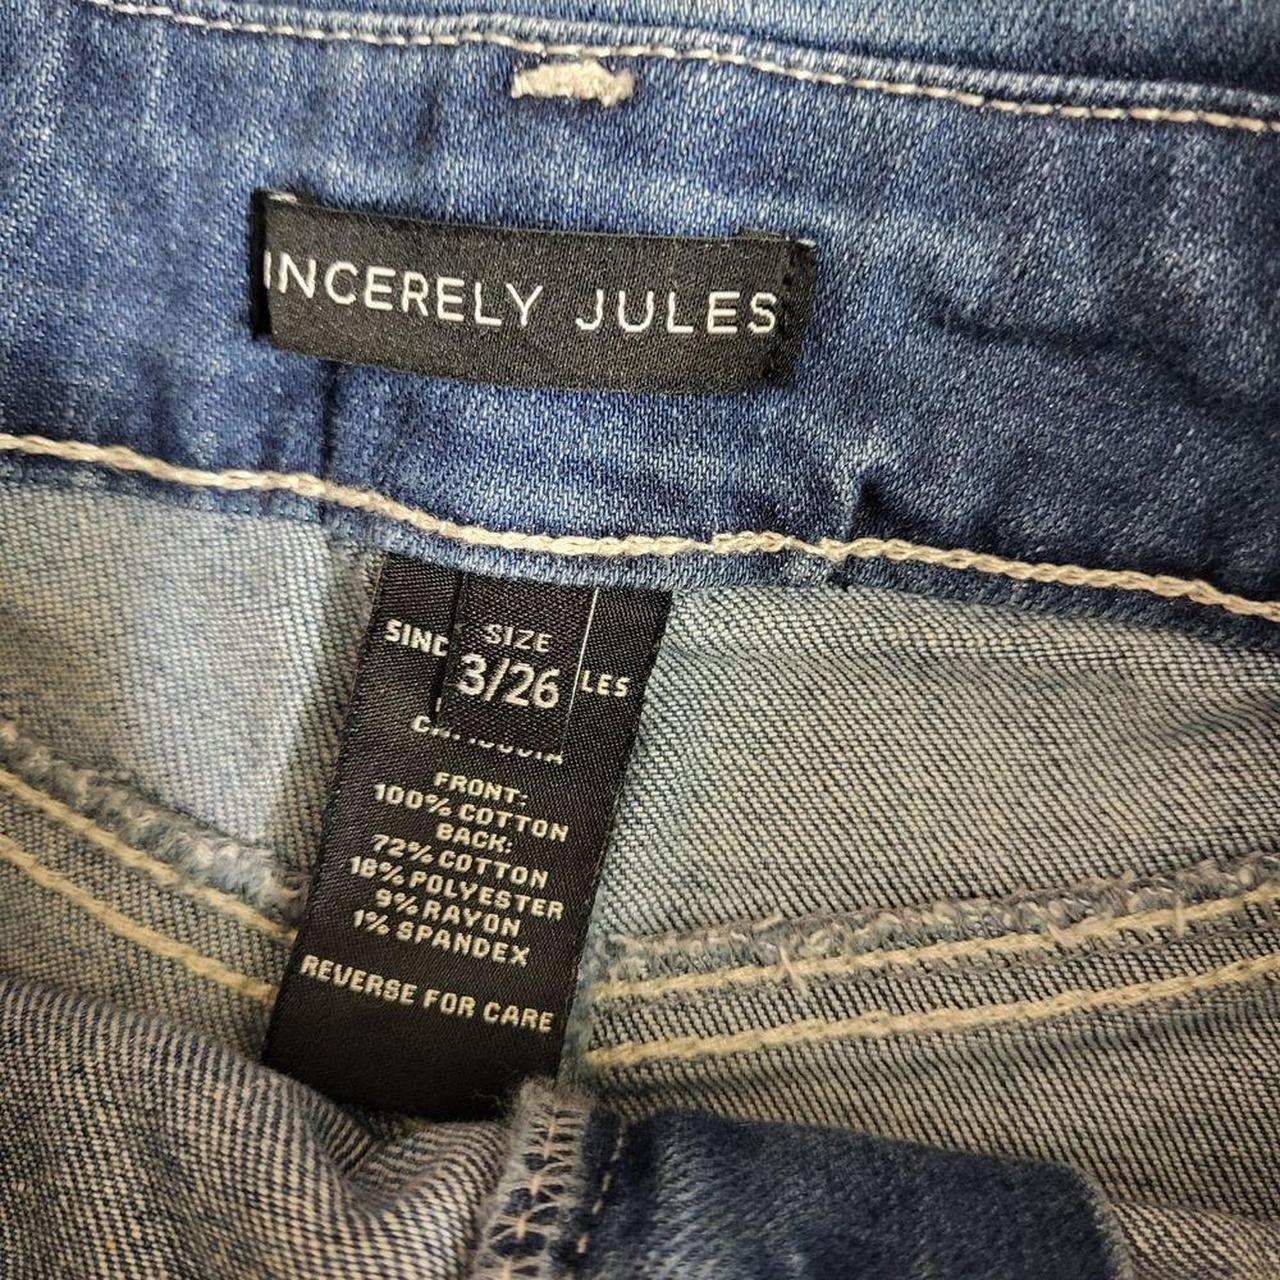 INCERELY JULES
SIZE
3/26
SINC
LES
FRONT:
100% COTTON
BACK:
72% COTTON
18% POLYESTER
9% RAYON
1% SPANDEX
REVERSE FOR CARE